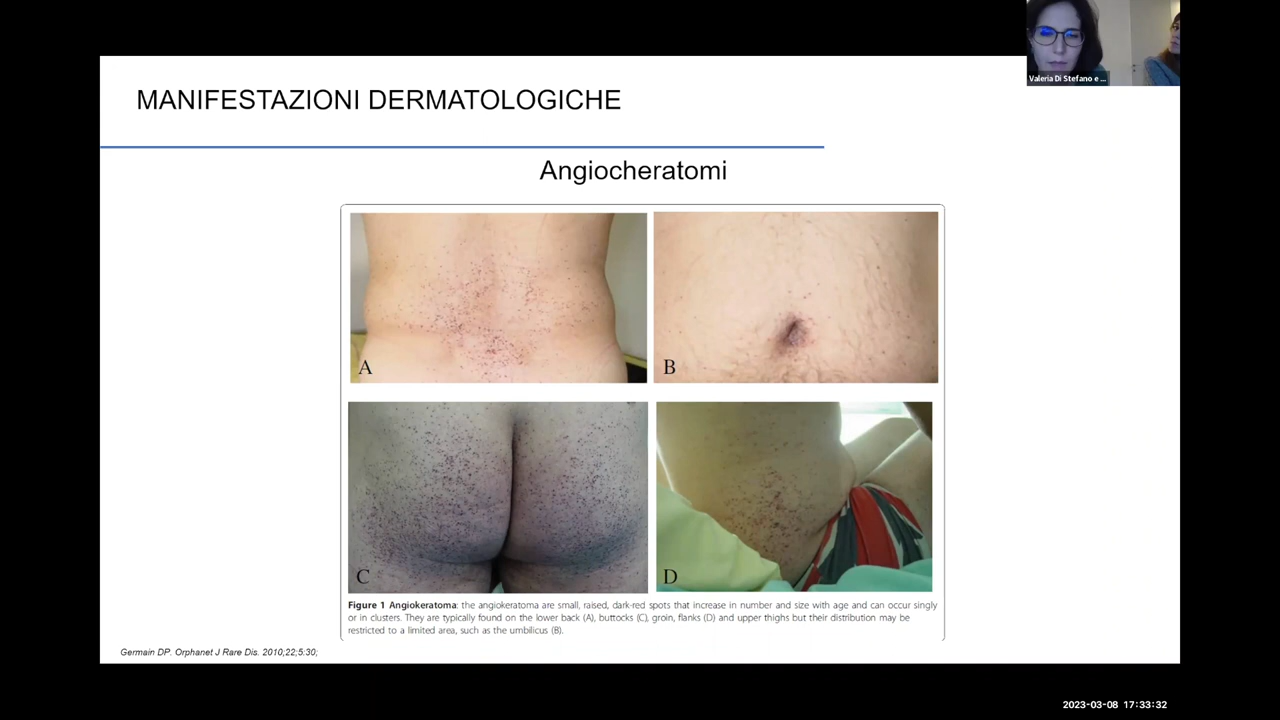 Valeria Di Stefano e ...
MANIFESTAZIONI DERMATOLOGICHE
Angiocheratomi
A
B
C
D
Figure 1 Angiokeratoma: the angiokeratoma are small, raised, dark-red spots that increase in number and size with age and can occur singly
or in clusters. They are typically found on the lower back (A), buttocks (C), groin, flanks (D) and upper thighs but their distribution may be
restricted to a limited area, such as the umbilicus (B).
Germain DP. Orphanet J Rare Dis. 2010,22;5:30;
2023-03-08 17:33:32